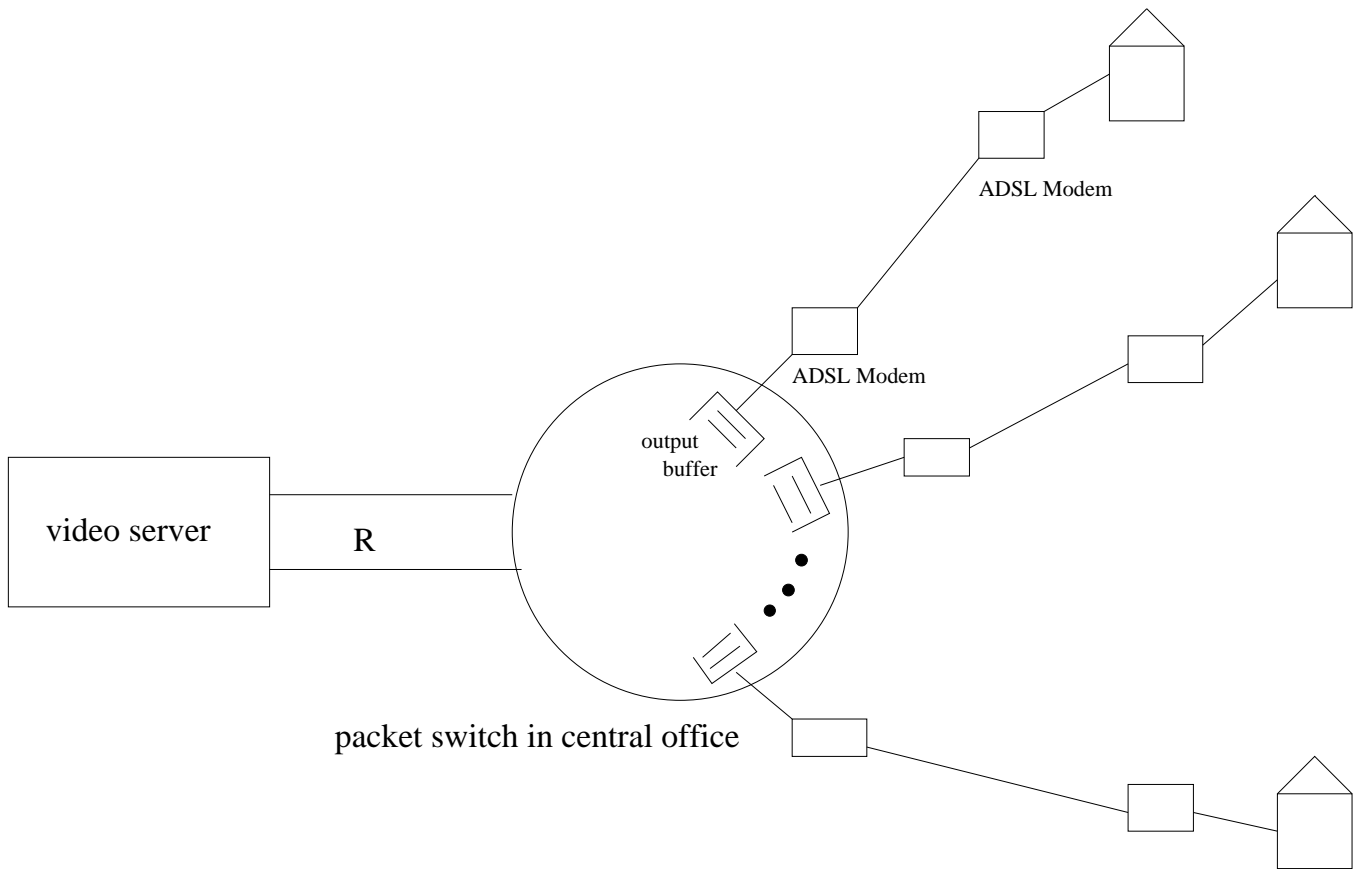 ADSL Modem
ADSL Modem
output
buffer
video server
R
packet switch in central office